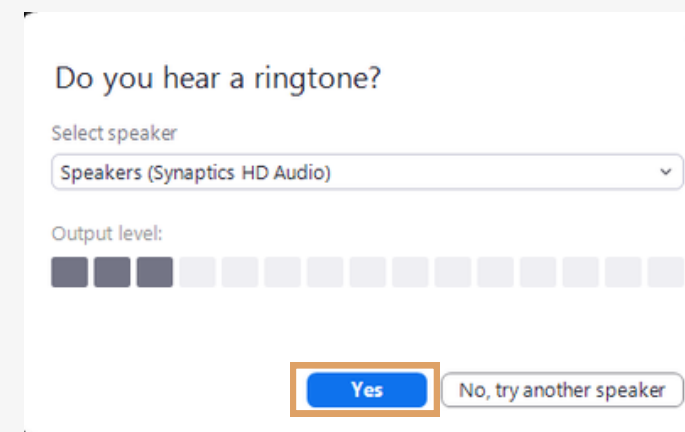 Do you hear a ringtone?
Select speaker
Speakers (Synaptics HD Audio)
Output level:
Yes
No, try another speaker